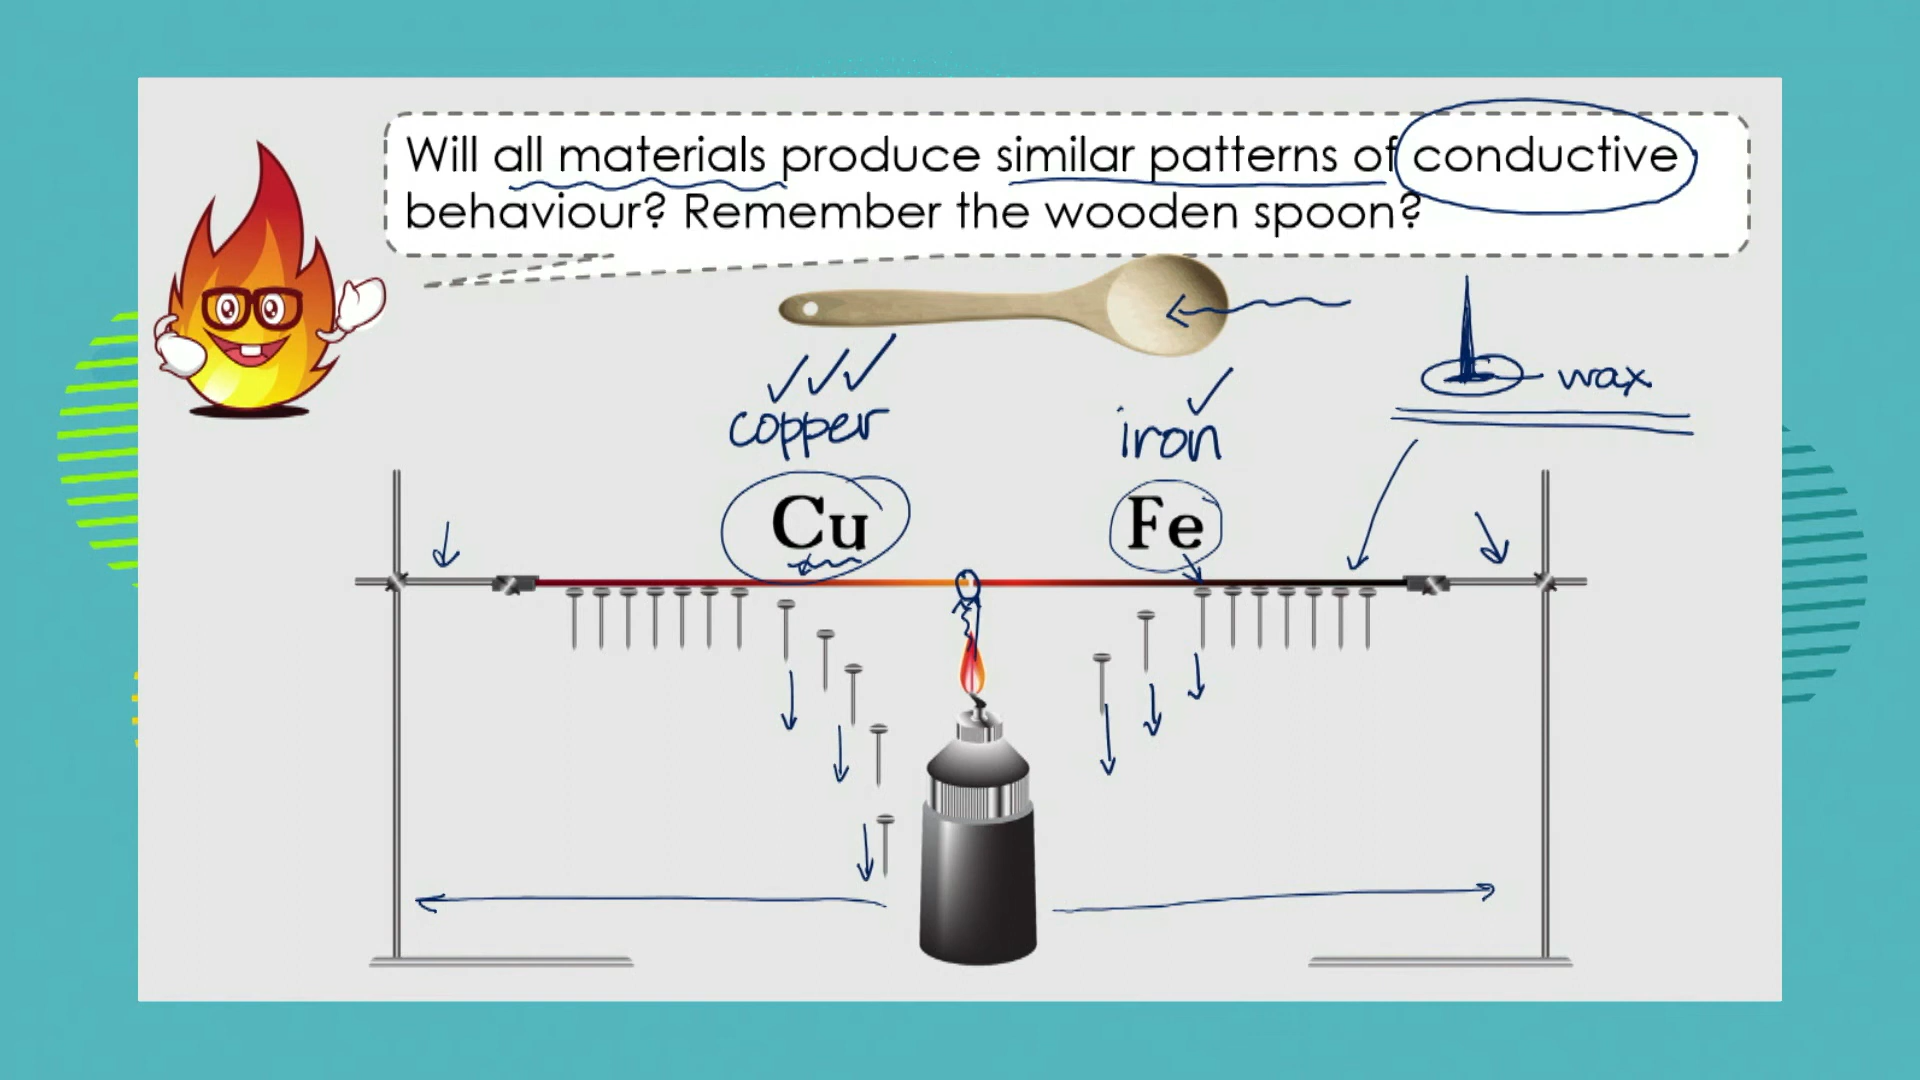 Will all materials produce similar patterns of conductive
behaviour? Remember the wooden spoon?
wax
copper
iron
Cu
Fe